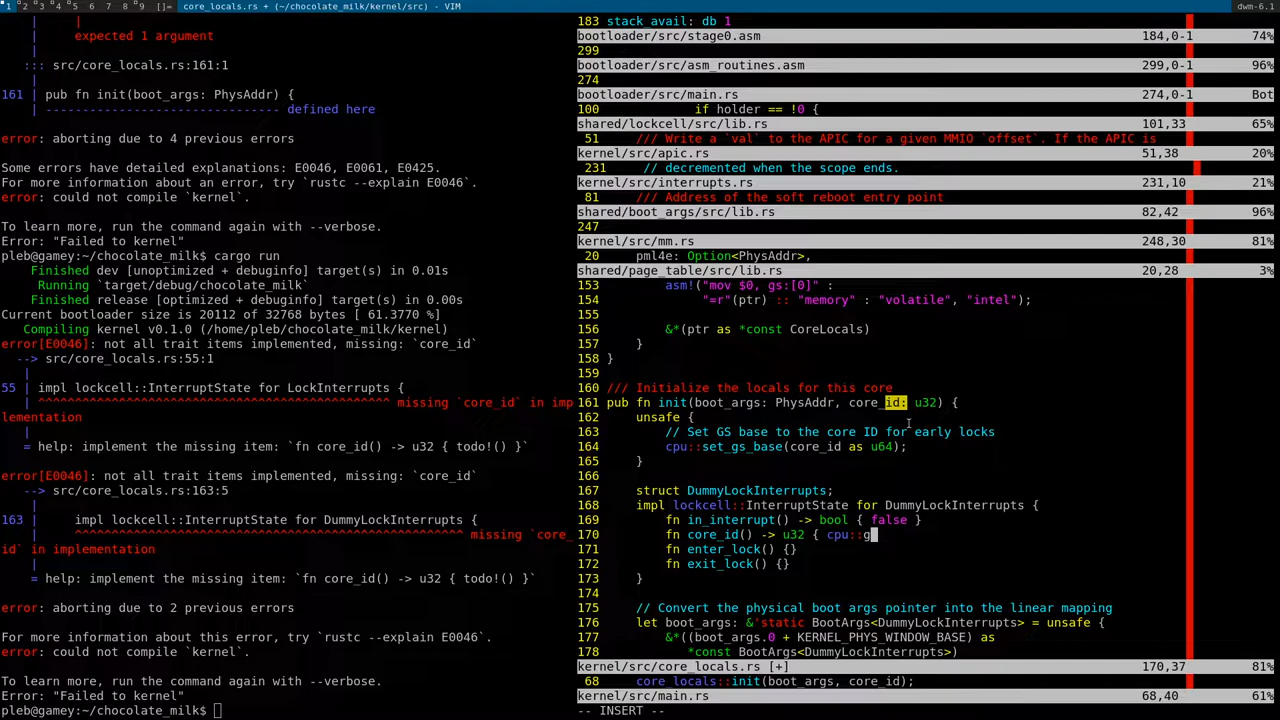 1 2 3 4 5 6 7 8 9 []= core_locals.rs + (~/chocolate_milk/kernel/src) - VIM dwm-6.1
|     |
|     expected 1 argument
|
::: src/core_locals.rs:161:1
|
161 | pub fn init(boot_args: PhysAddr) {
| -------------------------------- defined here

error: aborting due to 4 previous errors

Some errors have detailed explanations: E0046, E0061, E0425.
For more information about an error, try `rustc --explain E0046`.
error: could not compile `kernel`.

To learn more, run the command again with --verbose.
Error: "Failed to kernel"
pleb@gamey:~/chocolate_milk$ cargo run
Finished dev [unoptimized + debuginfo] target(s) in 0.01s
Running `target/debug/chocolate_milk`
Finished release [optimized + debuginfo] target(s) in 0.00s
Current bootloader size is 20112 of 32768 bytes [ 61.3770 %]
Compiling kernel v0.1.0 (/home/pleb/chocolate_milk/kernel)
error[E0046]: not all trait items implemented, missing: `core_id`
--> src/core_locals.rs:55:1
|
55 | impl lockcell::InterruptState for LockInterrupts {
| ^^^^^^^^^^^^^^^^^^^^^^^^^^^^^^^^^^^^^^^^^^^^^^^^ missing `core_id` in imp
lementation
|
= help: implement the missing item: `fn core_id() -> u32 { todo!() }`

error[E0046]: not all trait items implemented, missing: `core_id`
--> src/core_locals.rs:163:5
|
163 |     impl lockcell::InterruptState for DummyLockInterrupts {
|     ^^^^^^^^^^^^^^^^^^^^^^^^^^^^^^^^^^^^^^^^^^^^^^^^^^^^^ missing `core_
id` in implementation
|
= help: implement the missing item: `fn core_id() -> u32 { todo!() }`

error: aborting due to 2 previous errors

For more information about this error, try `rustc --explain E0046`.
error: could not compile `kernel`.

To learn more, run the command again with --verbose.
Error: "Failed to kernel"
pleb@gamey:~/chocolate_milk$
183 stack_avail: db 1
bootloader/src/stage0.asm 184,0-1 74%
299
bootloader/src/asm_routines.asm 299,0-1 96%
274
bootloader/src/main.rs 274,0-1 Bot
100             if holder == !0 {
shared/lockcell/src/lib.rs 101,33 65%
51     /// Write a `val` to the APIC for a given MMIO `offset`. If the APIC is
kernel/src/apic.rs 51,38 20%
231     // decremented when the scope ends.
kernel/src/interrupts.rs 231,10 21%
81     /// Address of the soft reboot entry point
shared/boot_args/src/lib.rs 82,42 96%
247
kernel/src/mm.rs 248,30 81%
20     pml4e: Option<PhysAddr>,
shared/page_table/src/lib.rs 20,28 3%
153         asm!("mov $0, gs:[0]" :
154              "=r"(ptr) :: "memory" : "volatile", "intel");
155
156         &*(ptr as *const CoreLocals)
157     }
158 }
159
160 /// Initialize the locals for this core
161 pub fn init(boot_args: PhysAddr, core_id: u32) {
162     unsafe {
163         // Set GS base to the core ID for early locks
164         cpu::set_gs_base(core_id as u64);
165     }
166
167     struct DummyLockInterrupts;
168     impl lockcell::InterruptState for DummyLockInterrupts {
169         fn in_interrupt() -> bool { false }
170         fn core_id() -> u32 { cpu::g
171         fn enter_lock() {}
172         fn exit_lock() {}
173     }
174
175     // Convert the physical boot args pointer into the linear mapping
176     let boot_args: &'static BootArgs<DummyLockInterrupts> = unsafe {
177         &*((boot_args.0 + KERNEL_PHYS_WINDOW_BASE) as
178            *const BootArgs<DummyLockInterrupts>)
kernel/src/core_locals.rs [+] 170,37 81%
68     core_locals::init(boot_args, core_id);
kernel/src/main.rs 68,40 61%
-- INSERT --